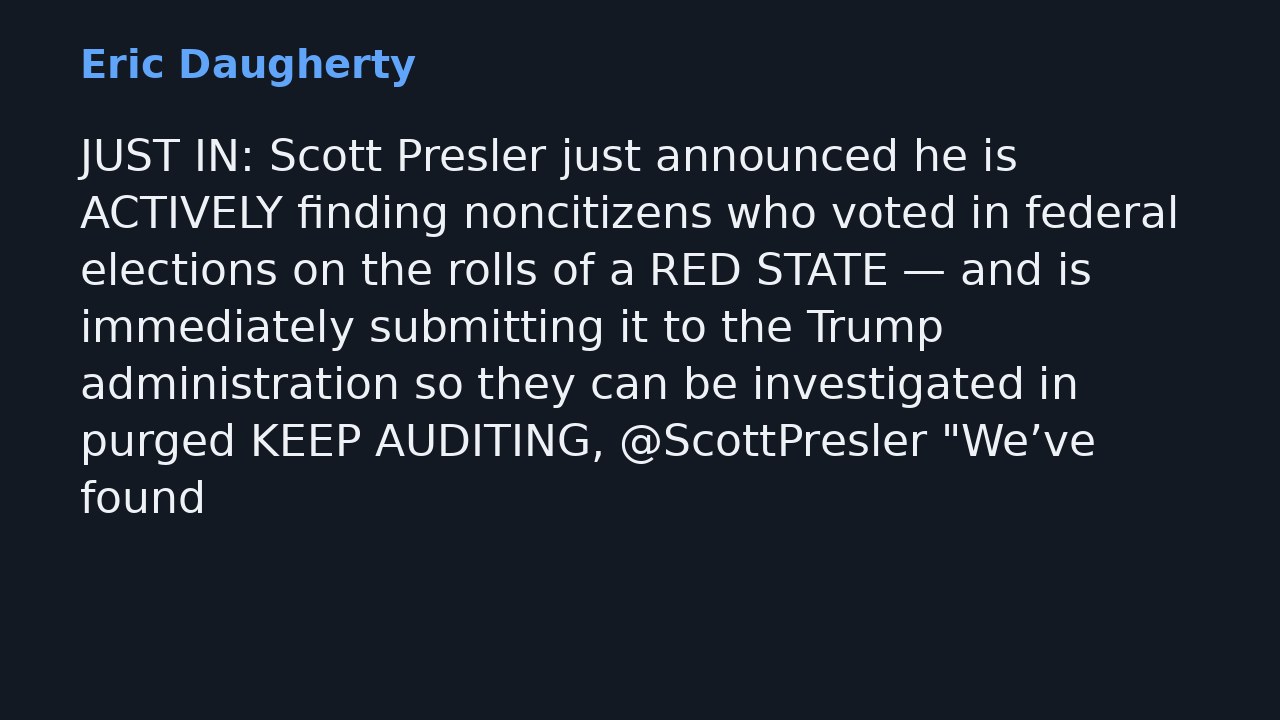 Eric Daugherty
JUST IN: Scott Presler just announced he is
ACTIVELY finding noncitizens who voted in federal
elections on the rolls of a RED STATE — and is
immediately submitting it to the Trump
administration so they can be investigated in
purged KEEP AUDITING, @ScottPresler "We’ve
found